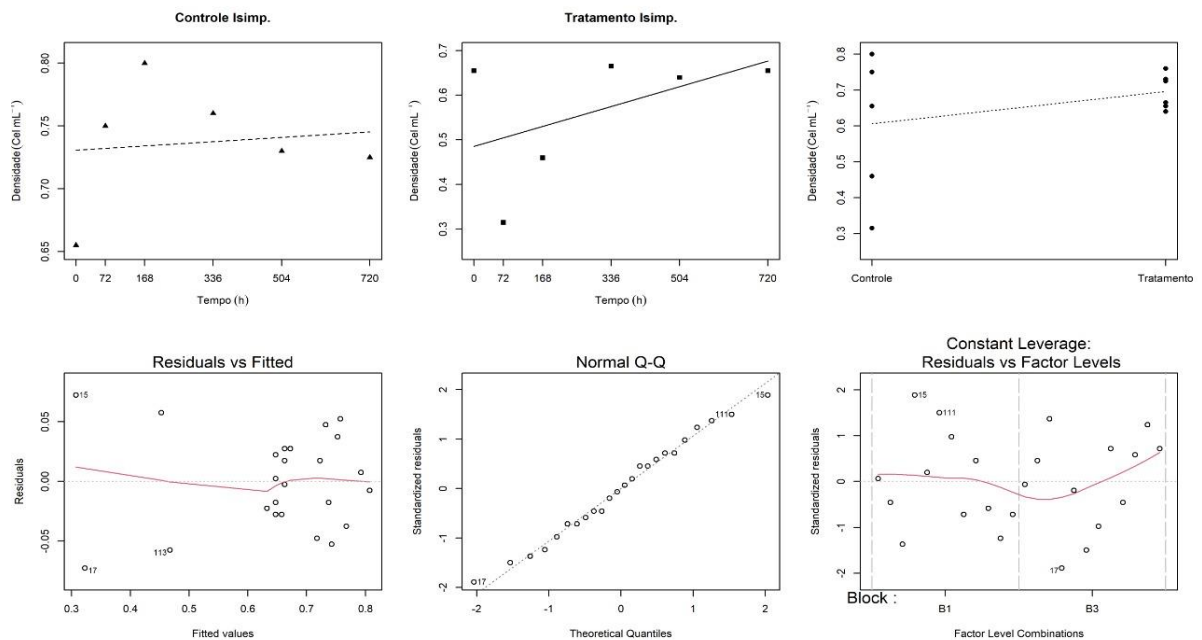 Controle Isimp.
Densidade (Cel mL⁻¹)
0.80
0.75
0.70
0.65
0 72 168 336 504 720
Tempo (h)
Tratamento Isimp.
Densidade (Cel mL⁻¹)
0.7
0.6
0.5
0.4
0.3
0 72 168 336 504 720
Tempo (h)
Densidade (Cel mL⁻¹)
0.8
0.7
0.6
0.5
0.4
0.3
Controle Tratamento
Residuals vs Fitted
Residuals
0.05
0.00
-0.05
15
113
17
0.3 0.4 0.5 0.6 0.7 0.8
Fitted values
Normal Q-Q
Standardized residuals
2
1
0
-1
-2
15
111
17
-2 -1 0 1 2
Theoretical Quantiles
Constant Leverage:
Residuals vs Factor Levels
Standardized residuals
2
1
0
-1
-2
15
111
17
Block :
B1 B3
Factor Level Combinations